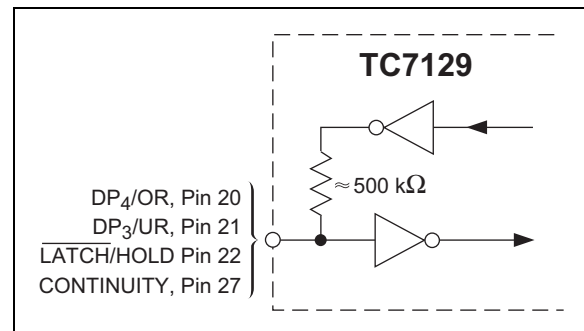 TC7129
≈500 kΩ
DP4/OR, Pin 20
DP3/UR, Pin 21
LATCH/HOLD Pin 22
CONTINUITY, Pin 27